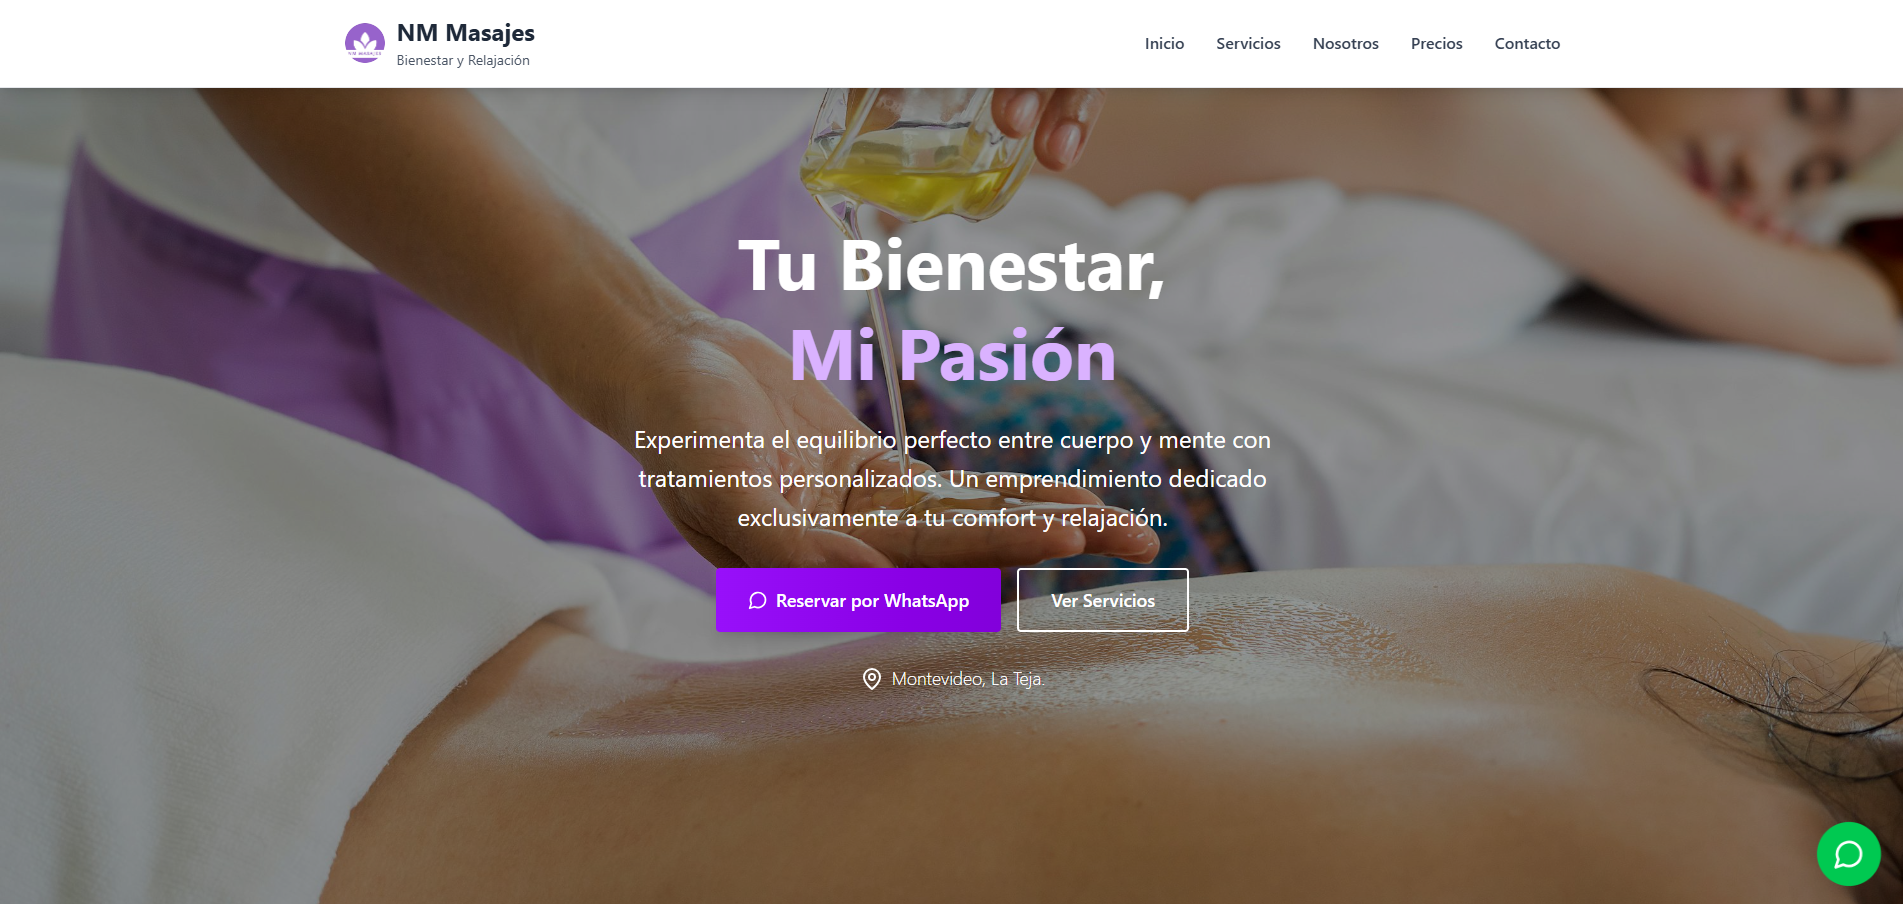 NM MASAJES
NM Masajes
Bienestar y Relajación
Inicio Servicios Nosotros Precios Contacto
Tu Bienestar,
Mi Pasión
Experimenta el equilibrio perfecto entre cuerpo y mente con
tratamientos personalizados. Un emprendimiento dedicado
exclusivamente a tu comfort y relajación.
Reservar por WhatsApp
Ver Servicios
Montevideo, La Teja.